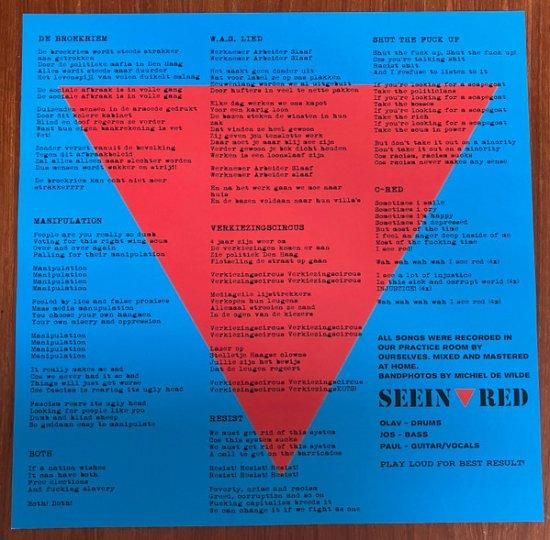 DE BROEKRIEM
De broekriem wordt steeds strakker
aan getrokken
Door de politieke mafia in Den Haag
Alles wordt steeds maar duurder
Het levensgijl van velen duikelt omlaag
De sociale afbraak is in volle gang
De sociale afbraak is in volle gang
Duizenden mensen in de armoede gedrukt
Door dit kolere kabinet
Blind en doof regeren ze verder
Want hun eigen bankrekening is vet
Vet!
Zonder verzet vanuit de bevolking
Tegen dit afbraakbeleid
Zal alles alleen maar slechter worden
Dus mensen wordt wakker en strijd!!
De broekriem kan echt niet meer
strakkerrrr
MANIPULATION
People are you really so dumb
Voting for this right wing scum
Over and over again
Falling for their manipulation
Manipulation
Manipulation
Manipulation
Manipulation
Fooled by lies and false promises
Mass media manupulation
You choose your own hangmen
Your own misery and oppression
Manipulation
Manipulation
Manipulation
Manipulation
It really makes me sad
Cos we never had it so bad
Things will just get worse
Cos fascism is rearing its ugly head
Fascism rears its ugly head
Looking for people like you
Dumb and blind sheep
So goddamn easy to manipulate
BOTH
If a nation wishes
It can have both
Free elections
And fucking slavery
Both! Both!
W.A.S. LIED
Werknemer Arbeider Slaaf
Werknemer Arbeider Slaaf
Het maakt geen donder uit
Wat voor label ze op ons plakken
Eeuwenlang worden we al uitgebuit
Door hufters in veel te nette pakken
Elke dag werken we ons kapot
Voor een karig loon
De bazen steken de winsten in hun
zak
Dat vinden ze heel gewoon
Zij geven jou tenslotte werk
Daar moet je maar blij mee zijn
Verder gewoon je bek dicht houden
Werken is een loonslaaf zijn
Werknemer Arbeider Slaaf
Werknemer Arbeider Slaaf
En na het werk gaan we moe naar
huis
En de bazen voldaan naar hun villa's
VERKIEZINGSCIRCUS
4 jaar zijn weer om
De verkiezingen komen er aan
Zie politiek Den Haag
Plotseling de straat op gaan
Verkiezingscircus Verkiezingscircus
Verkiezingscircus Verkiezingscircus
Modiagelie lijsttrekkers
Verkopen hun leugens
Allemaal strooien ze zand
In de ogen van de kiezers
Verkiezingscircus Verkiezingscircus
Verkiezingscircus Verkiezingscircus
Lazer op
Stelletje Haagse clowns
Jullie zijn het bewijs
Dat de leugen regeert
Verkiezingscircus Verkiezingscircus
Verkiezingscircus
RESIST
We must get rid of this system
Cos this system sucks
We must get rid of this system
A call to get on the barricades
Resist! Resist! Resist!
Resist! Resist! Resist!
Poverty, crime and racism
Greed, corruption and so on
Fucking capitalism breeds it
We can change it if we fight as one
SHUT THE FUCK UP
Shut the fuck up, Shut the fuck up!
Cos you're talking shit
Racist shit
And I refuse to listen to it
If you're looking for a scapegoat
Take the politicians
If you're looking for a scapegoat
Take the bosses
If you're looking for a scapegoat
Take the rich
If you're looking for a scapegoat
Take the scum in power
But don't take it out on a minority
Don't take it out on a minority
Cos racism, racism sucks
Cos racism never makes any sense
C-RED
Sometimes i smile
Sometimes i cry
Sometimes i'm happy
Sometimes i'm depressed
But most of the time
I feel an anger deep inside of me
Most of the fucking time
I see red!
Wah wah wah wah I see red (4x)
I see a lot of injustice
In this sick and corrupt world (4x)
INJUSTICE! (4x)
Wah wah wah wah I see red (4x)
ALL SONGS WERE RECORDED IN
OUR PRACTICE ROOM BY
OURSELVES. MIXED AND MASTERED
AT HOME.
BANDPHOTOS BY MICHIEL DE WILDE
SEEIN RED
OLAV - DRUMS
JOS - BASS
PAUL - GUITAR/VOCALS
PLAY LOUD FOR BEST RESULT!